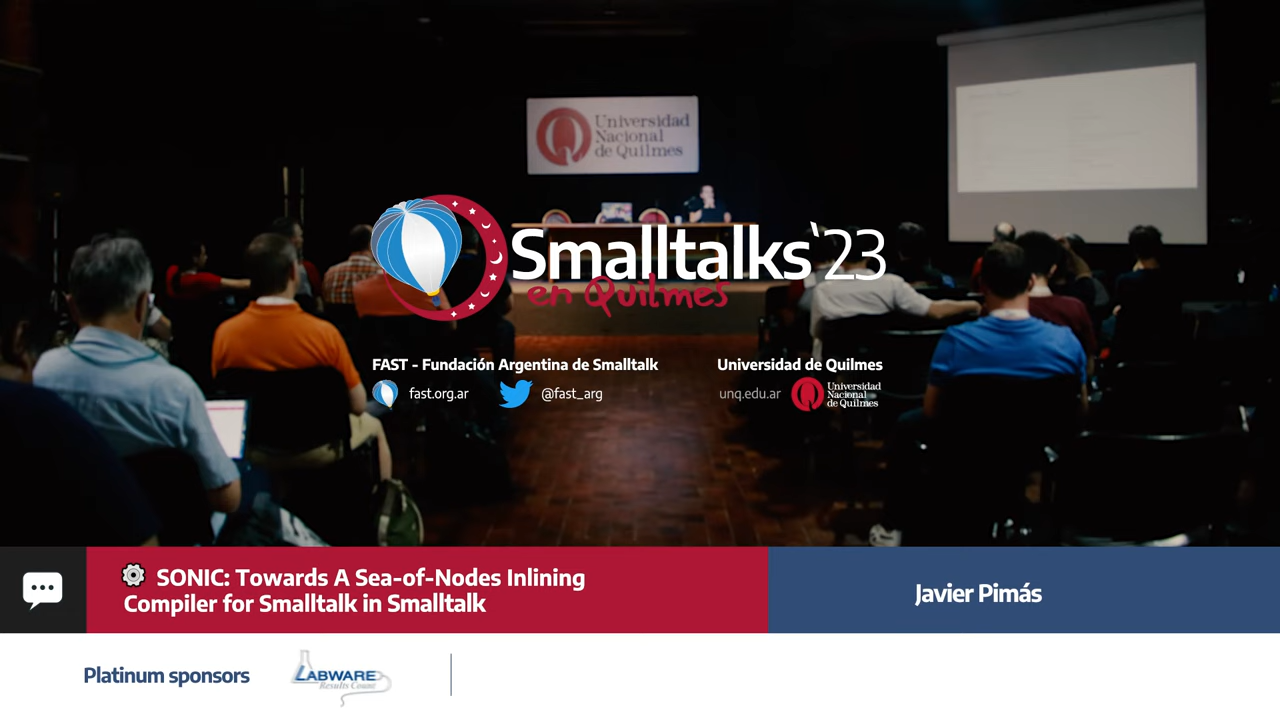 Universidad
Nacional
de Quilmes
Smalltalks'23
en Quilmes
FAST - Fundación Argentina de Smalltalk
fast.org.ar
@fast_arg
Universidad de Quilmes
unq.edu.ar
Universidad
Nacional
de Quilmes
SONIC: Towards A Sea-of-Nodes Inlining
Compiler for Smalltalk in Smalltalk
Javier Pimás
Platinum sponsors
LABWARE
Results Count